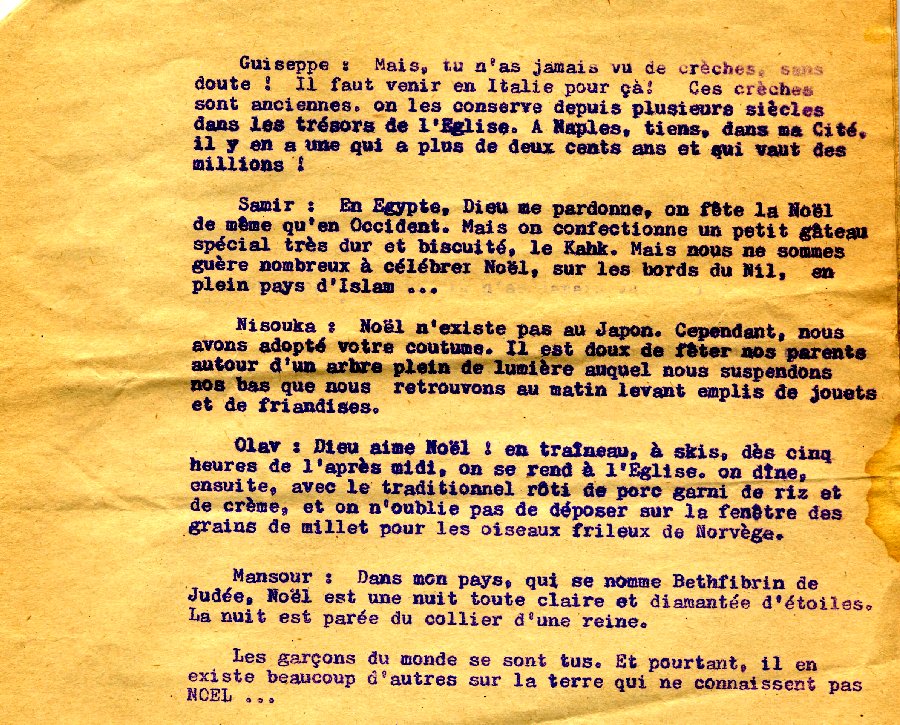 Guiseppe : Mais, tu n'as jamais vu de crèches, sans
doute ! Il faut venir en Italie pour çà! Ces crèches
sont anciennes. on les conserve depuis plusieurs siècles
dans les trésors de l'Eglise. A Naples, tiens, dans ma Cité.
il y en a une qui a plus de deux cents ans et qui vaut des
millions !
Samir : En Egypte, Dieu me pardonne, on fête la Noël
de même qu'en Occident. Mais on confectionne un petit gâteau
spécial très dur et biscuité, le Kahk. Mais nous ne sommes
guère nombreux à célébrer Noël, sur les bords du Nil, en
plein pays d'Islam ...
Nisouka : Noël n'existe pas au Japon. Cependant, nous
avons adopté votre coutume. Il est doux de fêter nos parents
autour d'un arbre plein de lumière auquel nous suspendons
nos bas que nous retrouvons au matin levant emplis de jouets
et de friandises.
Olav : Dieu aime Noël ! en traîneau, à skis, dès cinq
heures de l'après midi, on se rend à l'Eglise. on dîne,
ensuite, avec le traditionnel rôti de porc garni de riz et
de crème, et on n'oublie pas de déposer sur la fenêtre des
grains de millet pour les oiseaux frileux de Norvège.
Mansour : Dans mon pays, qui se nomme Bethfibrin de
Judée, Noël est une nuit toute claire et diamantée d'étoiles.
La nuit est parée du collier d'une reine.
Les garçons du monde se sont tus. Et pourtant, il en
existe beaucoup d'autres sur la terre qui ne connaissent pas
NOEL ...